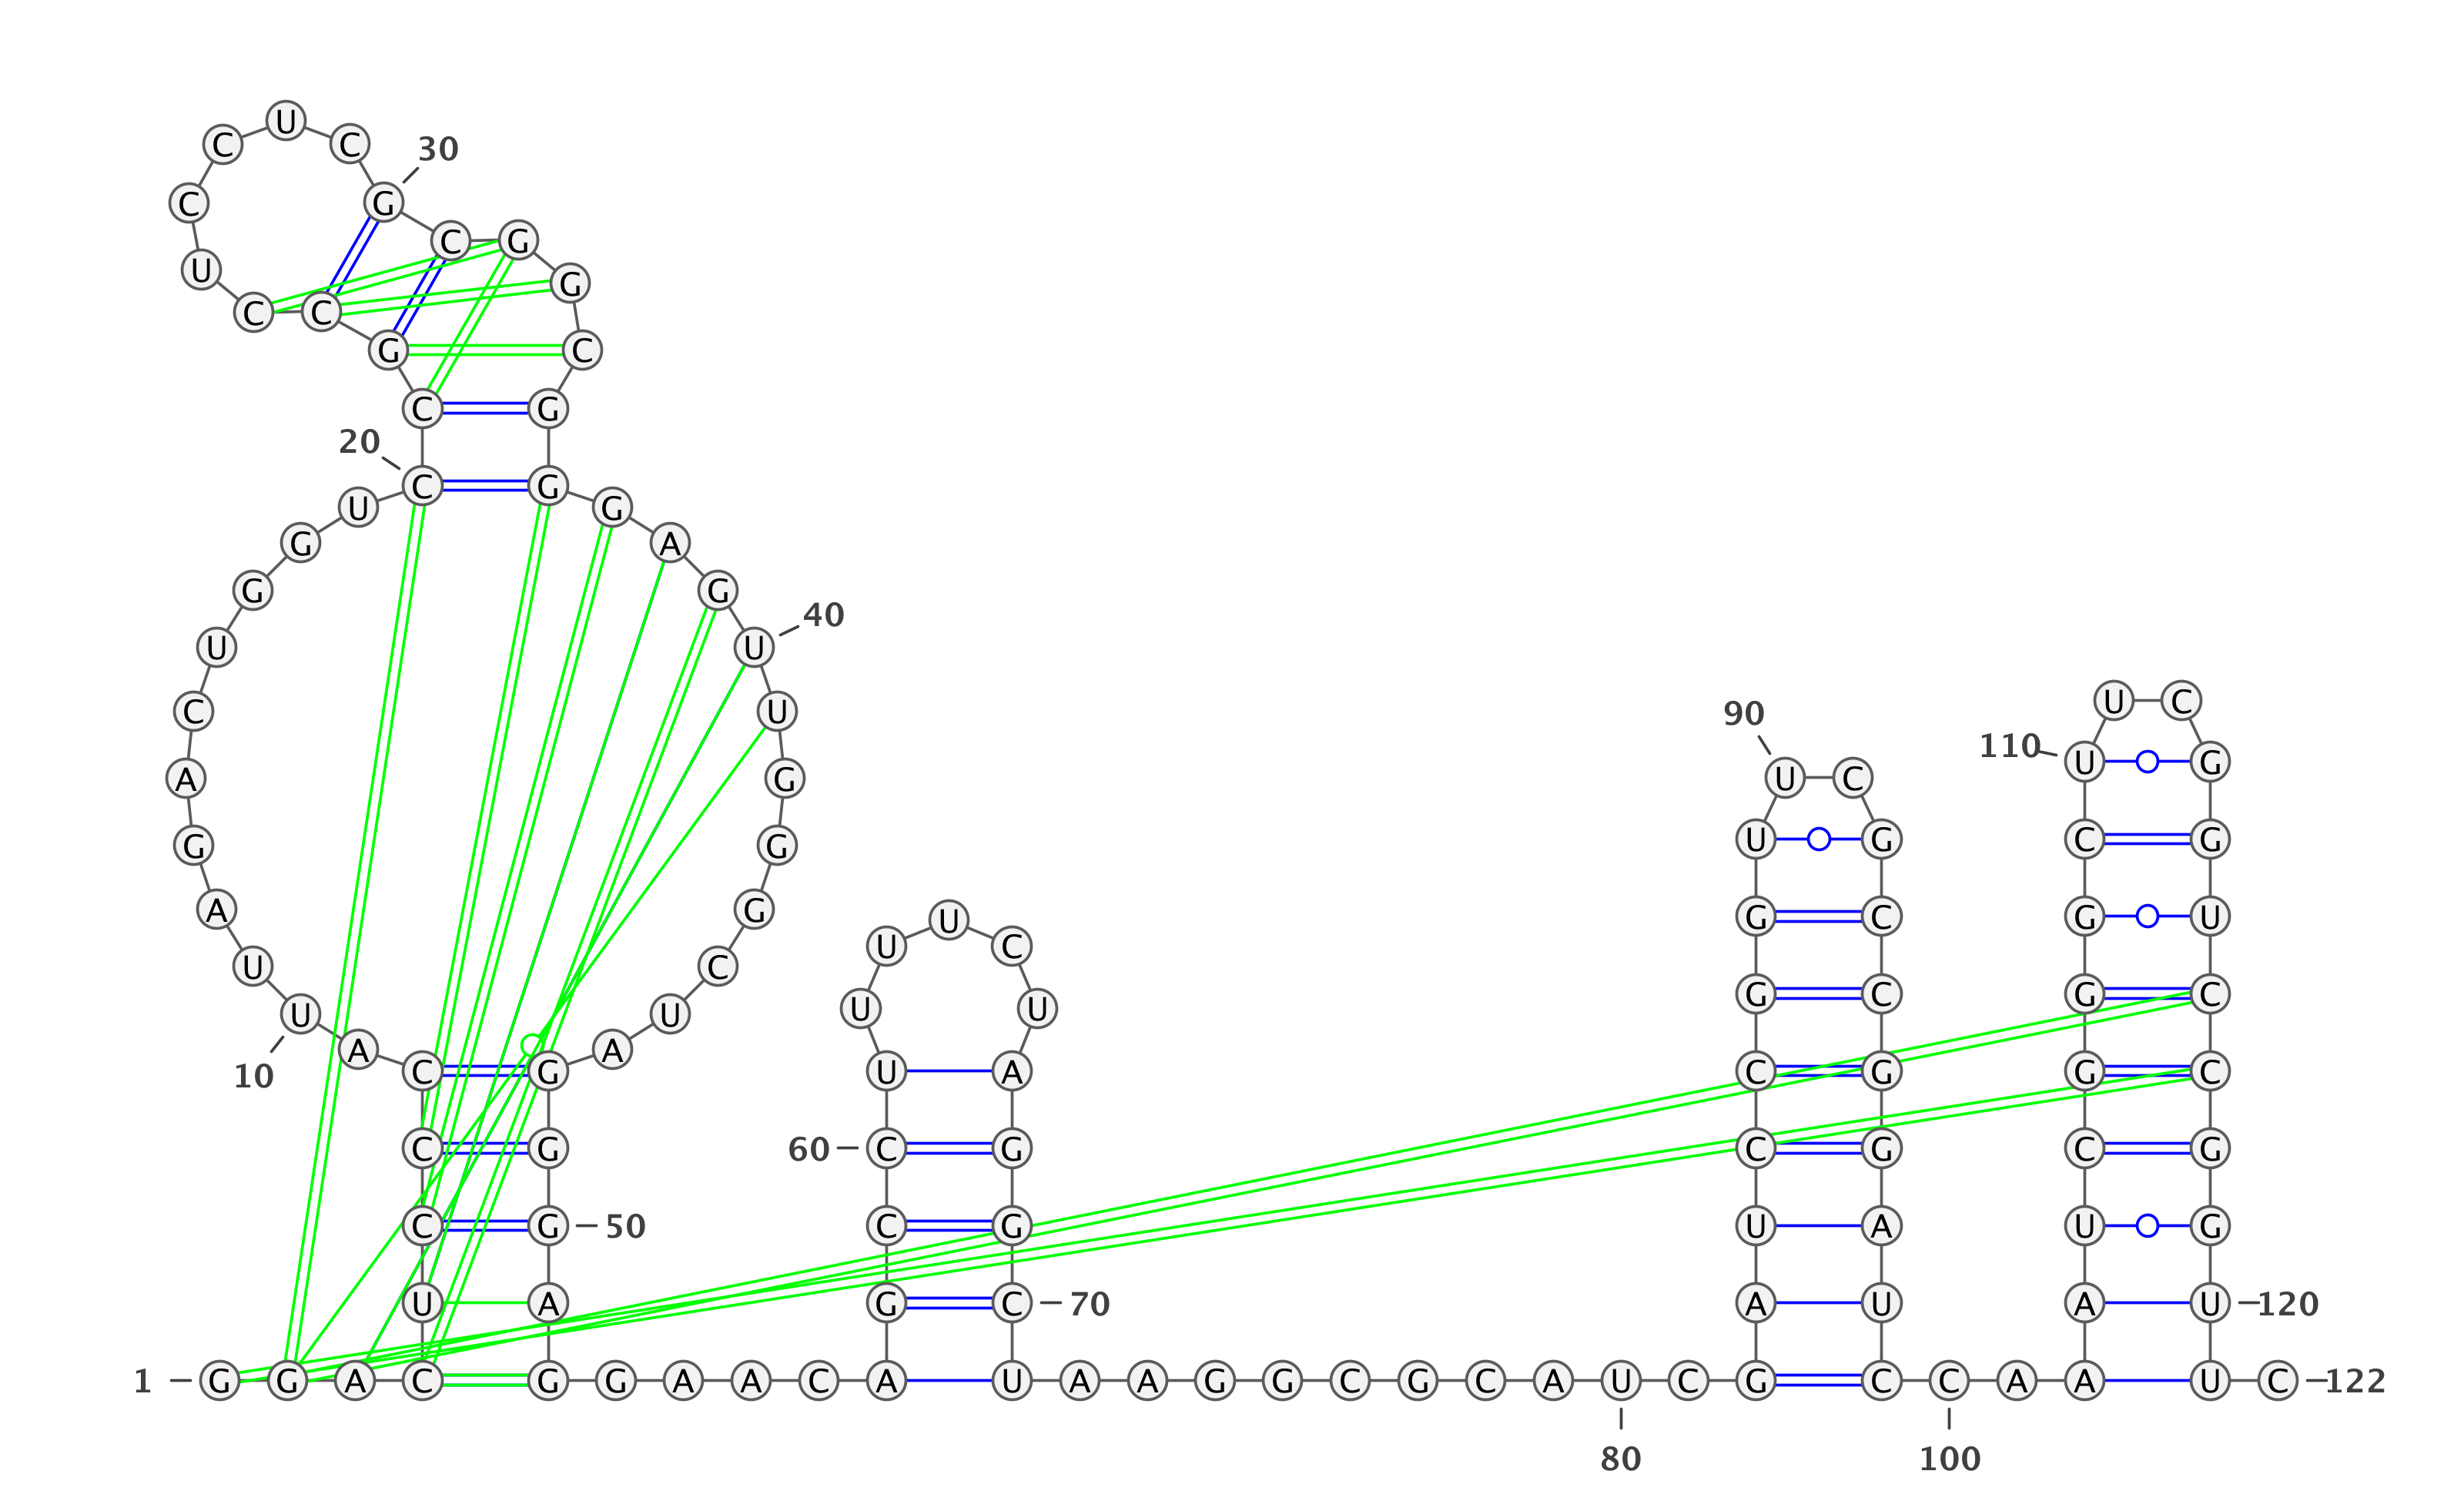 U
C C 30
C G
C G
U G
C C
G C
C G
20
C G
U G
G A
G G
40
U U
U C
C U 90
110 U G
A G U C
U G C G
G G
A G G C G U
U U C
U C
G C G C
U U
U U
A A
C G U A C G G C
10
C G 60 C G C G C G
C G 50 C G U A U G
U A G C 70 A U A U 120
1 G G A C G G A A C A U A A G G C G C A U C G C C A A U C 122
80 100